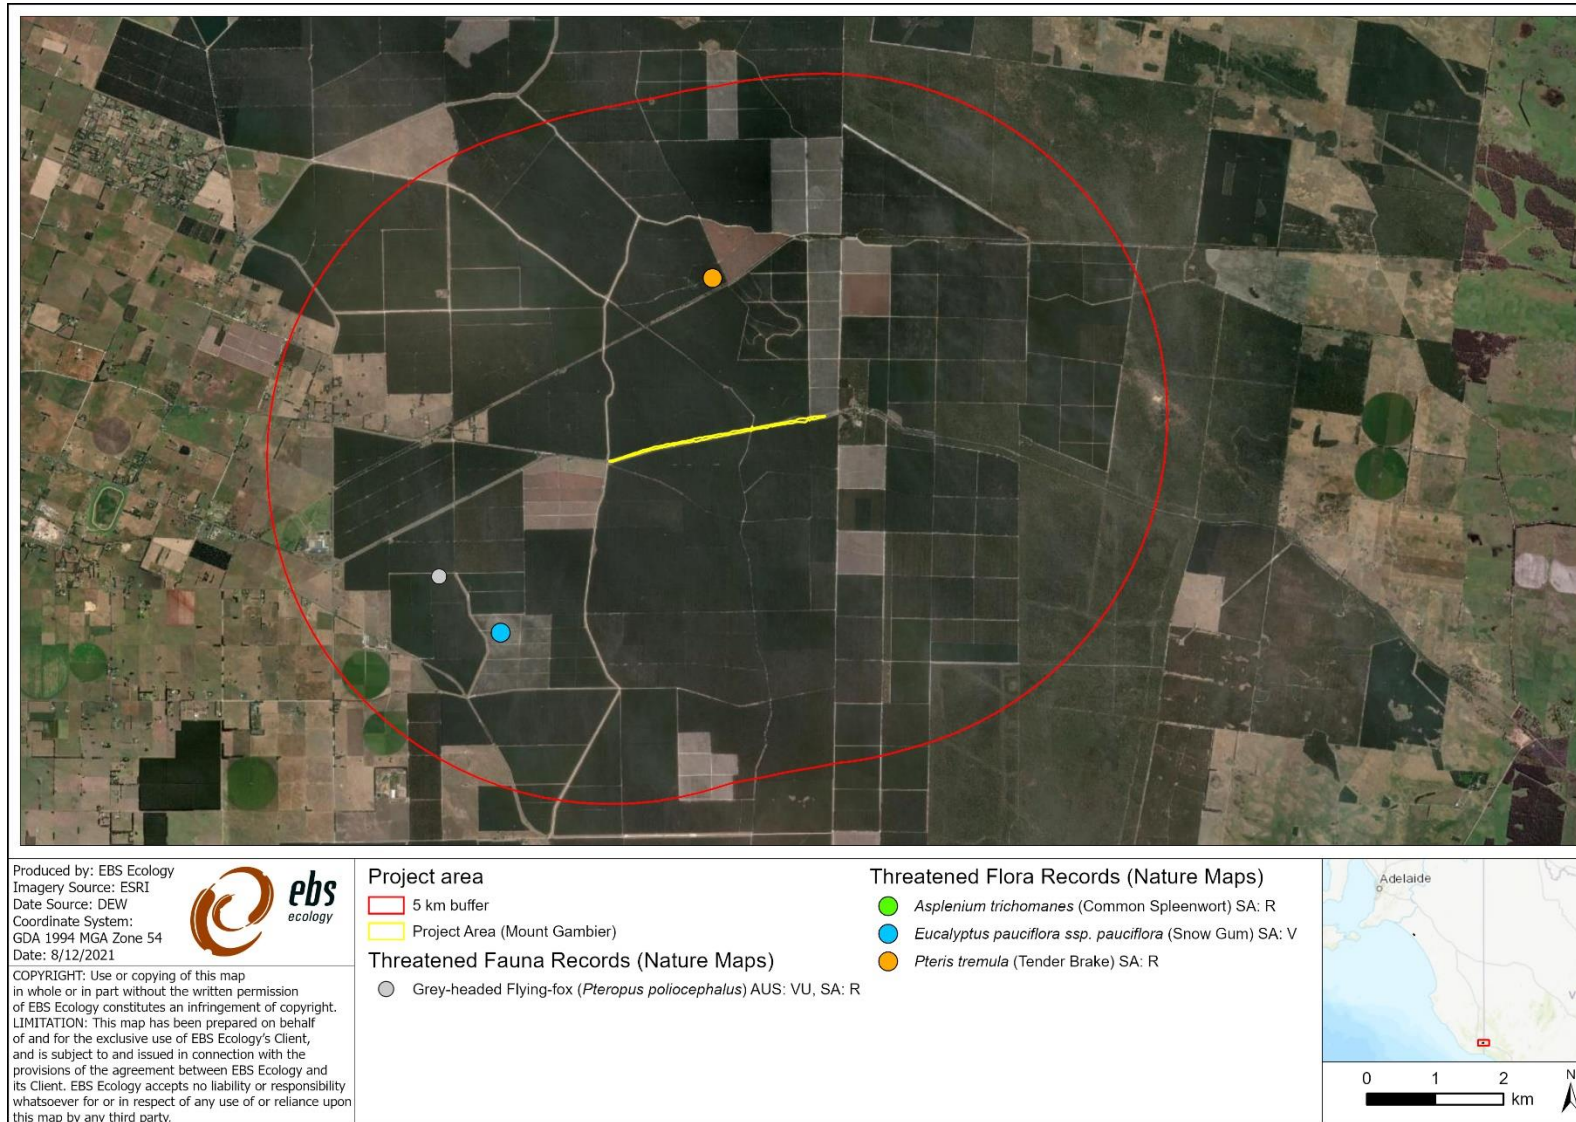 Produced by: EBS Ecology
Imagery Source: ESRI
Date Source: DEW
Coordinate System:
GDA 1994 MGA Zone 54
Date: 8/12/2021
ebs
ecology
COPYRIGHT: Use or copying of this map
in whole or in part without the written permission
of EBS Ecology constitutes an infringement of copyright.
LIMITATION: This map has been prepared on behalf
of and for the exclusive use of EBS Ecology's Client,
and is subject to and issued in connection with the
provisions of the agreement between EBS Ecology and
its Client. EBS Ecology accepts no liability or responsibility
whatsoever for or in respect of any use of or reliance upon
this map by any third party.
Project area
5 km buffer
Project Area (Mount Gambier)
Threatened Fauna Records (Nature Maps)
Grey-headed Flying-fox (Pteropus poliocephalus) AUS: VU, SA: R
Threatened Flora Records (Nature Maps)
Asplenium trichomanes (Common Spleenwort) SA: R
Eucalyptus pauciflora ssp. pauciflora (Snow Gum) SA: V
Pteris tremula (Tender Brake) SA: R
Adelaide
0 1 2
km
N